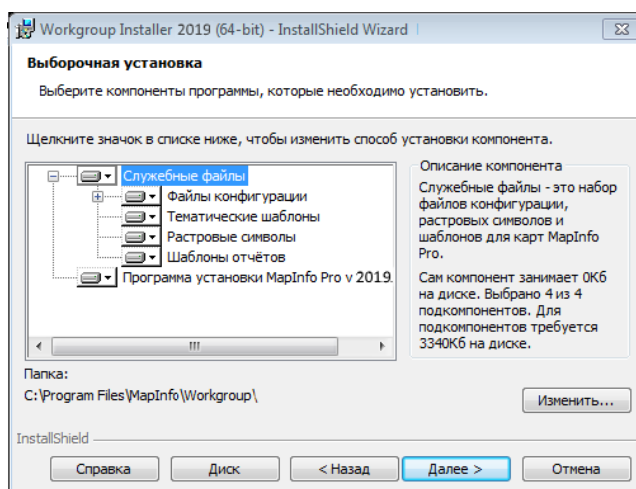 Workgroup Installer 2019 (64-bit) - InstallShield Wizard
Выборочная установка
Выберите компоненты программы, которые необходимо установить.
Щелкните значок в списке ниже, чтобы изменить способ установки компонента.
Служебные файлы
Файлы конфигурации
Тематические шаблоны
Растровые символы
Шаблоны отчётов
Программа установки MapInfo Pro v 2019.
Описание компонента
Служебные файлы - это набор
файлов конфигурации,
растровых символов и
шаблонов для карт MapInfo
Pro.
Сам компонент занимает 0Кб
на диске. Выбрано 4 из 4
подкомпонентов. Для
подкомпонентов требуется
3340Кб на диске.
Папка:
C:\Program Files\MapInfo\Workgroup\
Изменить...
InstallShield
Справка
Диск
< Назад
Далее >
Отмена